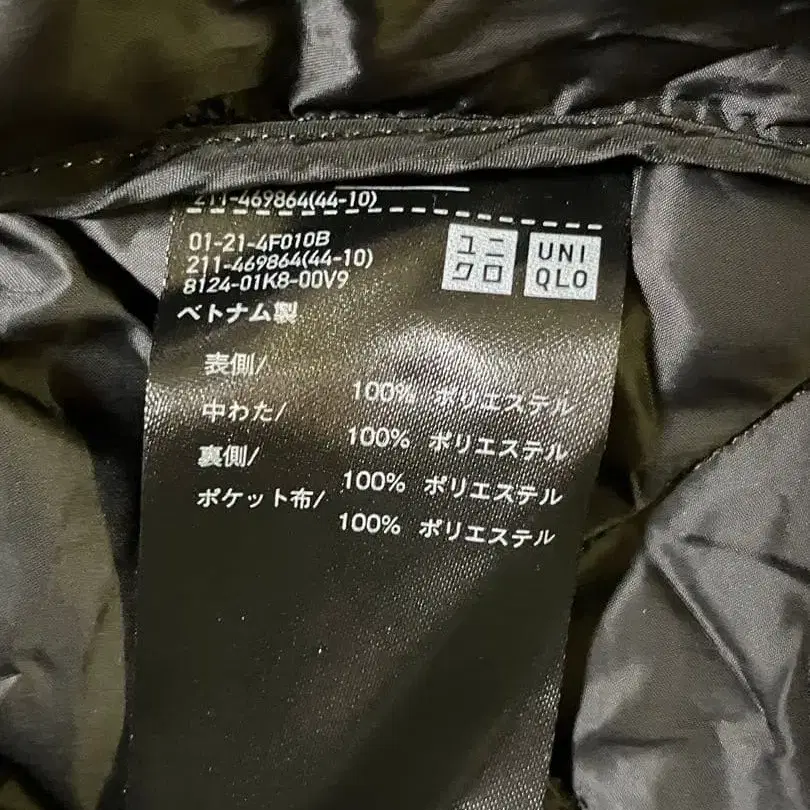 211-469864(44-10)
01-21-4F010B
211-469864(44-10)
8124-01K8-00V9
ユニ
クロ
UNI
QLO
ベトナム製
表側/
100% ポリエステル
中わた/
100% ポリエステル
裏側/
100% ポリエステル
ポケット布/
100% ポリエステル